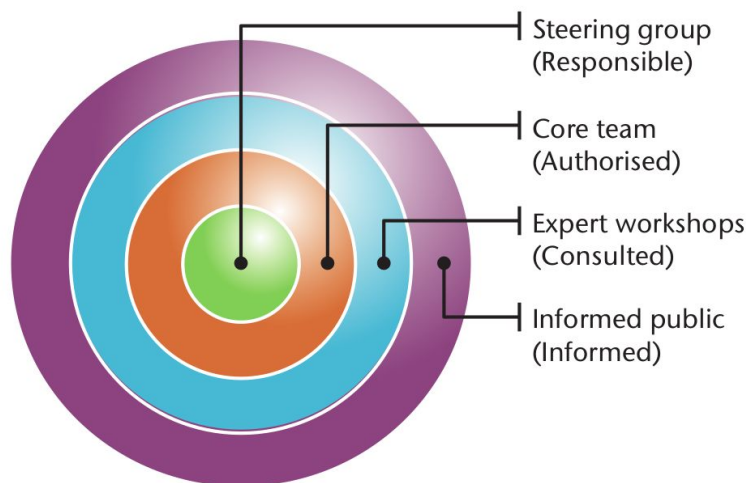 Steering group
(Responsible)
Core team
(Authorised)
Expert workshops
(Consulted)
Informed public
(Informed)